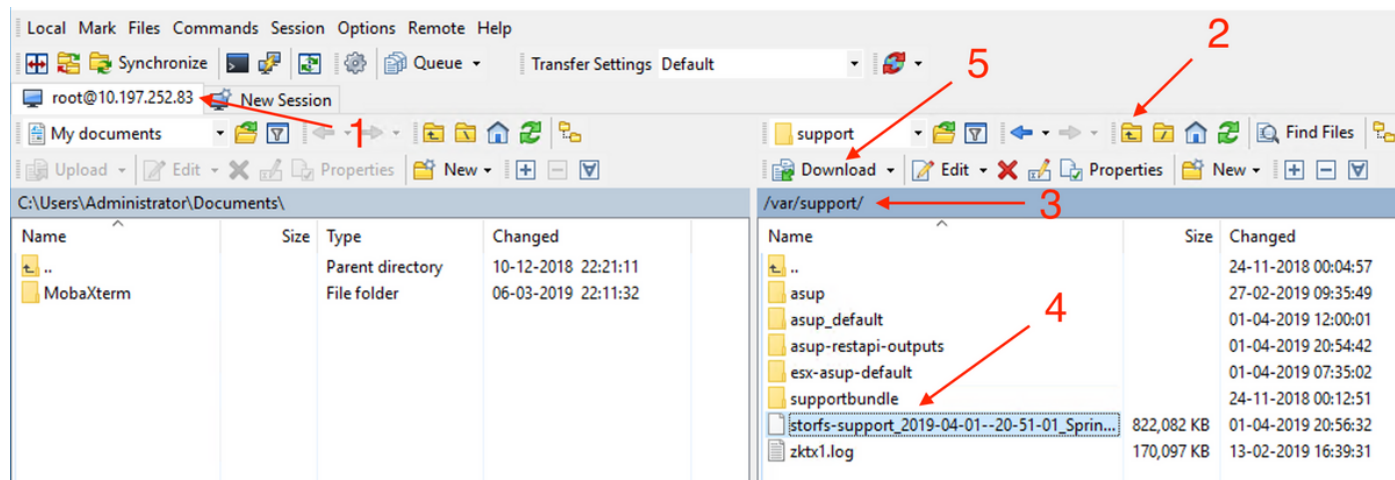 Local Mark Files Commands Session Options Remote Help
Synchronize Queue Transfer Settings Default
2
5
root@10.197.252.83 New Session
1
My documents support Find Files
Upload Edit Properties New Download Edit Properties New
C:\Users\Administrator\Documents\ /var/support/ 3
Name Size Type Changed Name Size Changed
.. Parent directory 10-12-2018 22:21:11 .. 24-11-2018 00:04:57
MobaXterm File folder 06-03-2019 22:11:32 asup 27-02-2019 09:35:49
4
asup_default 01-04-2019 12:00:01
asup-restapi-outputs 01-04-2019 20:54:42
esx-asup-default 01-04-2019 07:35:02
supportbundle 24-11-2018 00:12:51
storfs-support_2019-04-01--20-51-01_Sprin... 822,082 KB 01-04-2019 20:56:32
zktx1.log 170,097 KB 13-02-2019 16:39:31